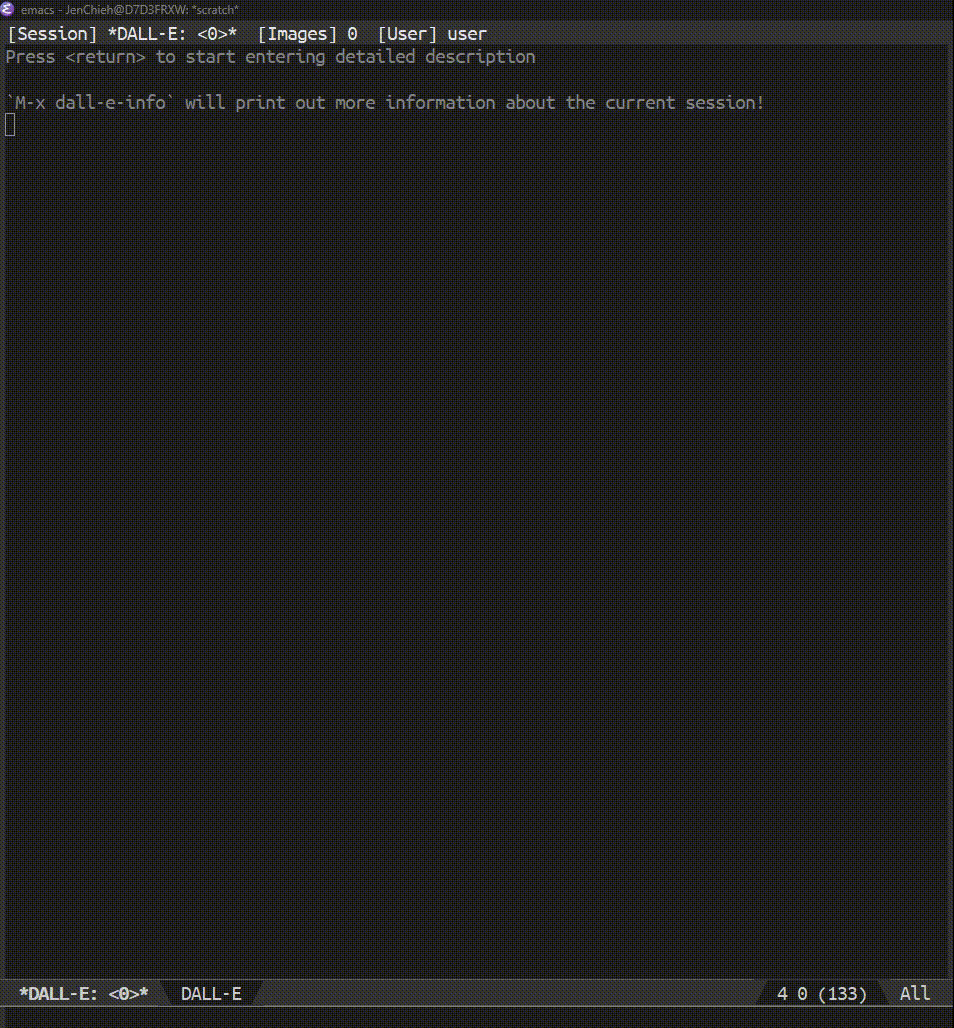 emacs - JenChieh@D7D3FRXW: *scratch*
[Session] *DALL-E: <0>*  [Images] 0  [User] user
Press <return> to start entering detailed description
`M-x dall-e-info` will print out more information about the current session!
*DALL-E: <0>*  DALL-E  4 0 (133)  All